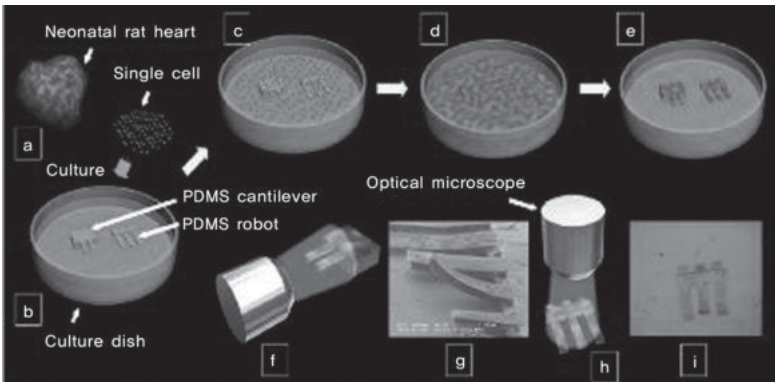 Neonatal rat heart
Single cell
a
Culture
PDMS cantilever
PDMS robot
b
Culture dish
c
d
e
Optical microscope
f
g
h
i